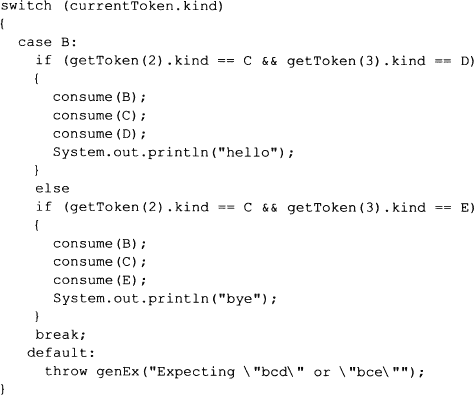 switch (currentToken.kind)
{
  case B:
    if (getToken(2).kind == C && getToken(3).kind == D)
    {
      consume(B);
      consume(C);
      consume(D);
      System.out.println("hello");
    }
    else
    if (getToken(2).kind == C && getToken(3).kind == E)
    {
      consume(B);
      consume(C);
      consume(E);
      System.out.println("bye");
    }
    break;
   default:
     throw genEx("Expecting \"bcd\" or \"bce\"");
}